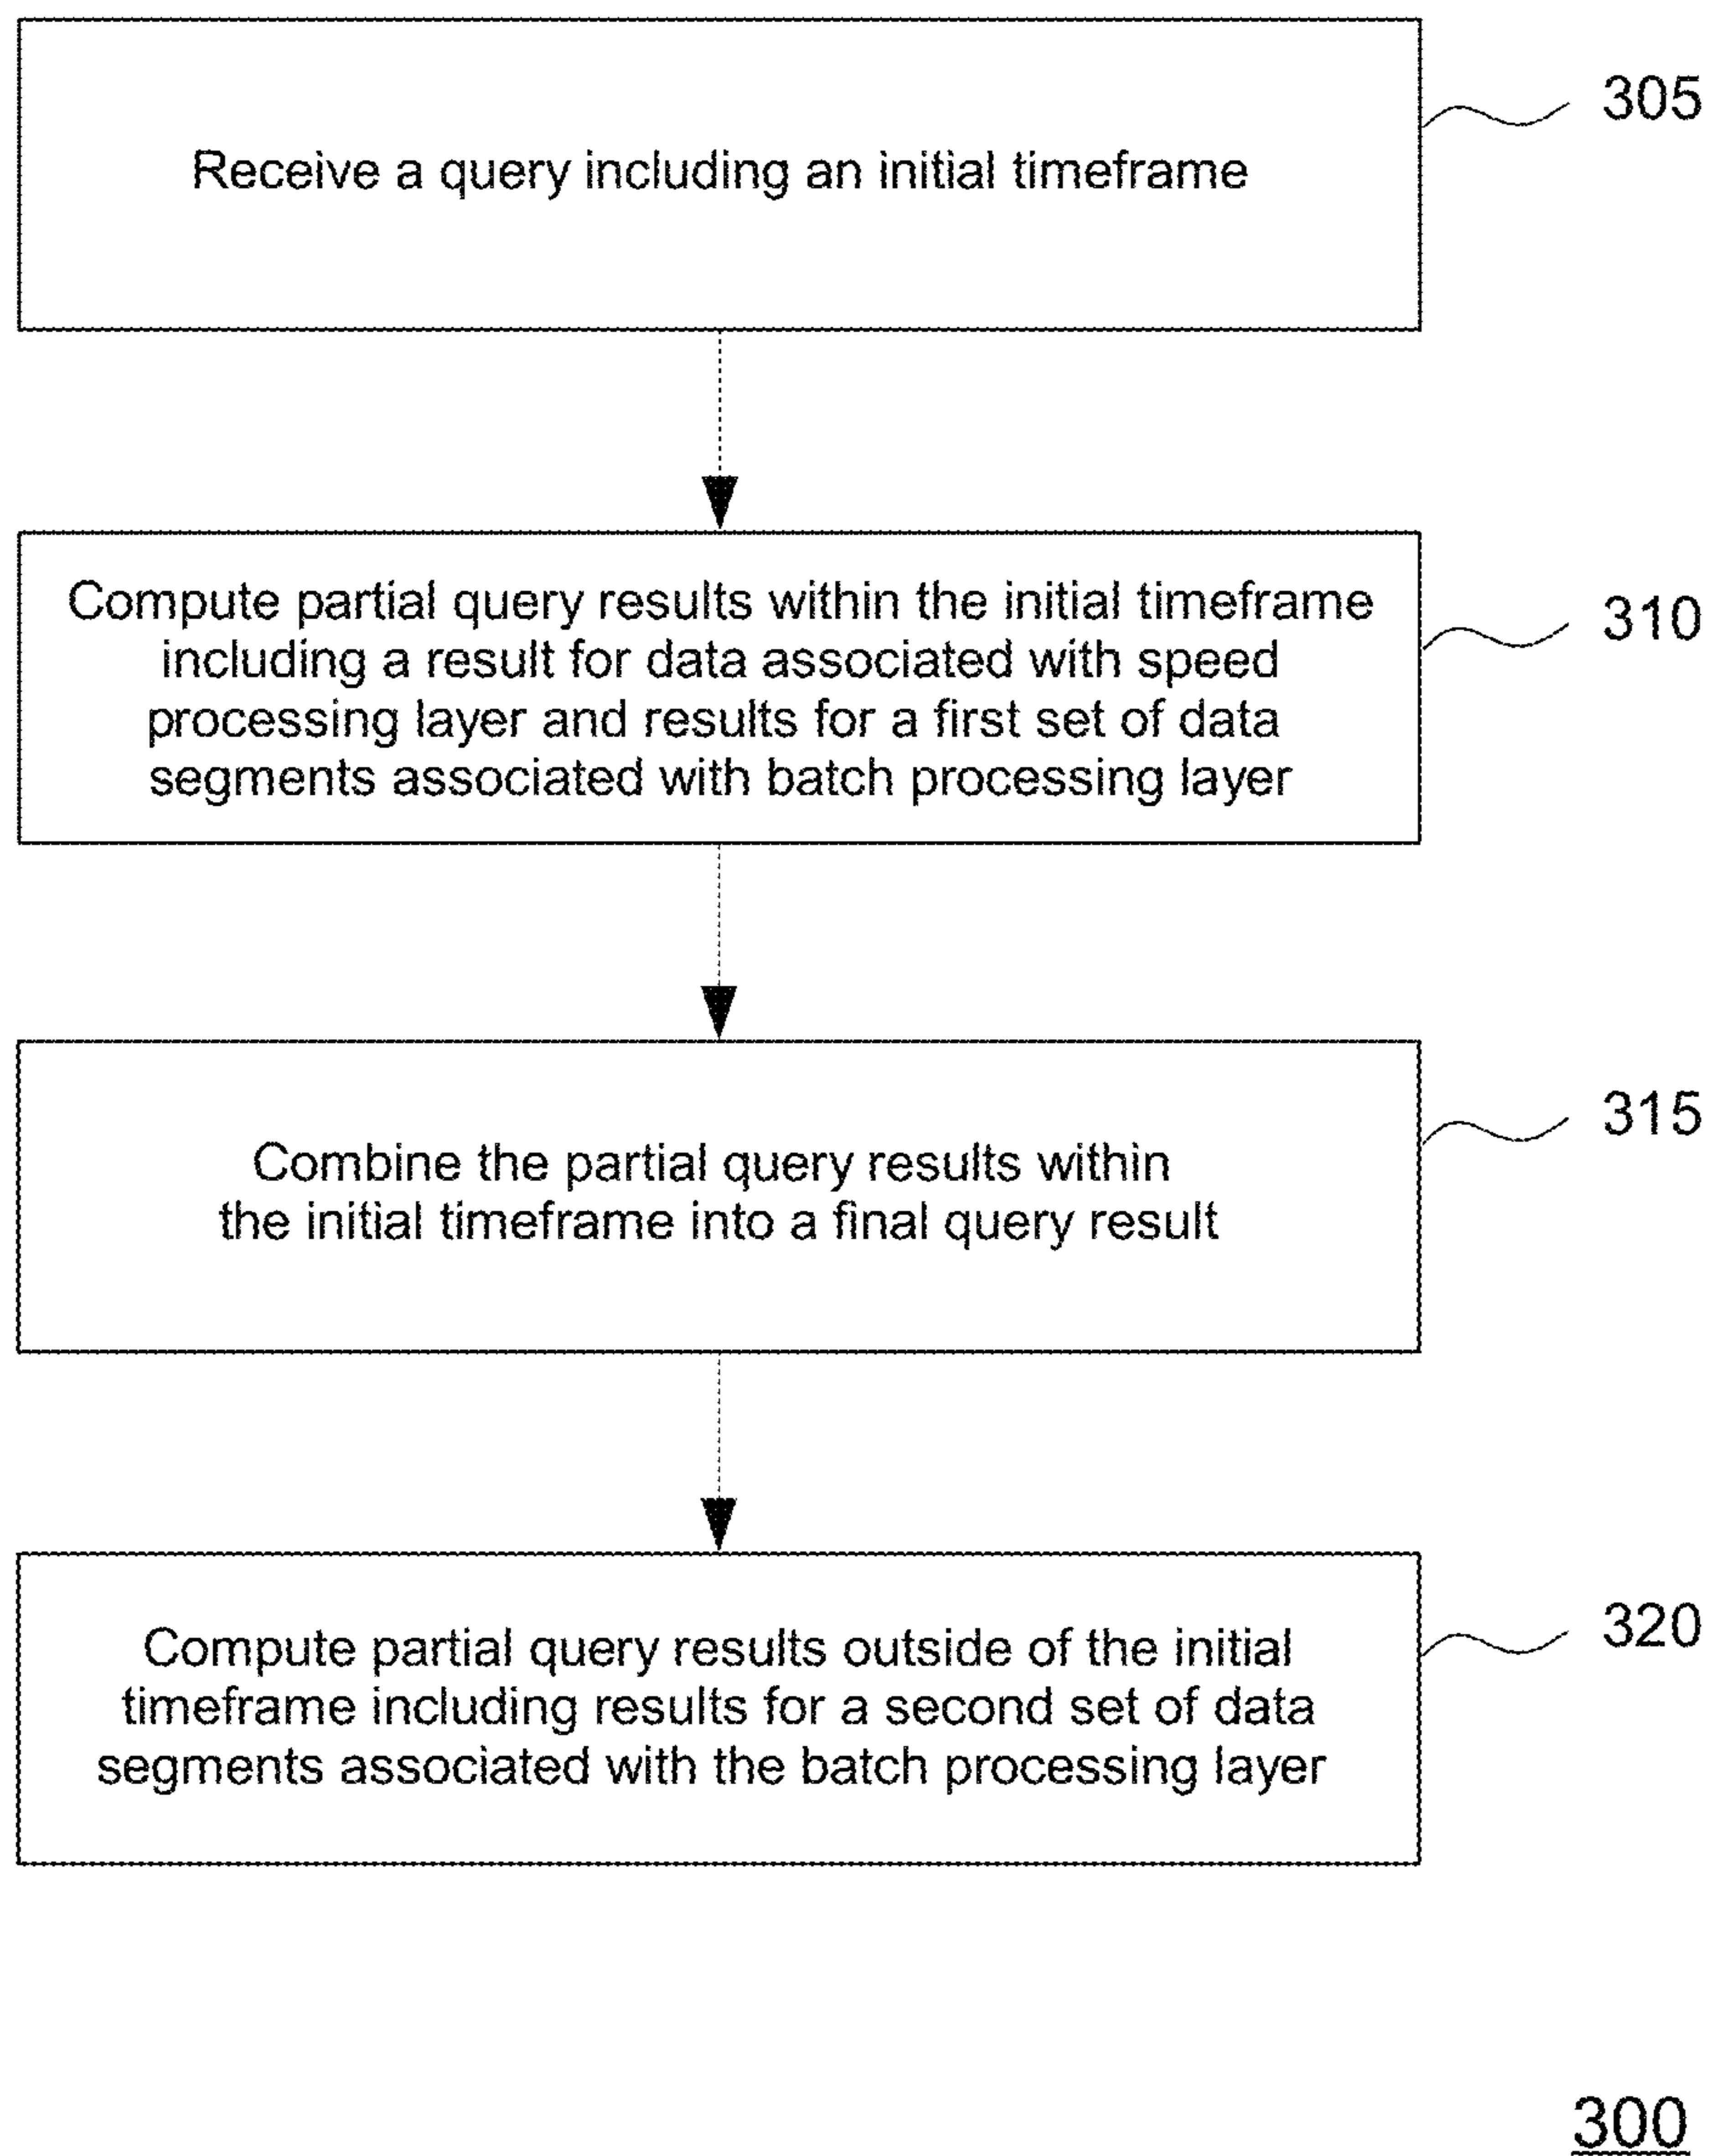 Receive a query including an initial timeframe
305
Compute partial query results within the initial timeframe
including a result for data associated with speed
processing layer and results for a first set of data
segments associated with batch processing layer
310
Combine the partial query results within
the initial timeframe into a final query result
315
Compute partial query results outside of the initial
timeframe including results for a second set of data
segments associated with the batch processing layer
320
300